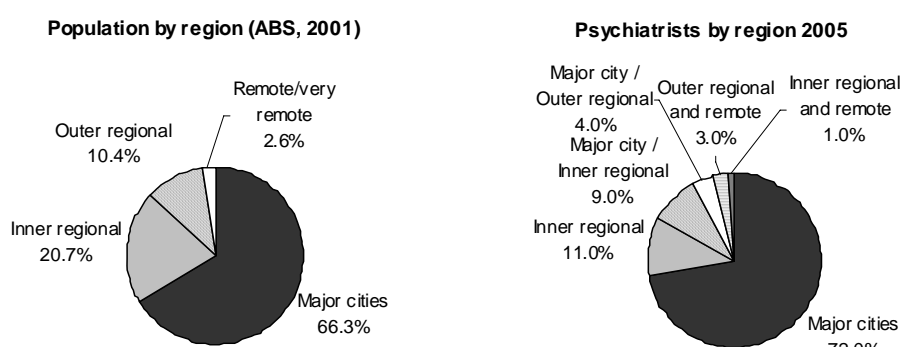 Population by region (ABS, 2001)
Remote/very
remote
2.6%
Outer regional
10.4%
Inner regional
20.7%
Major cities
66.3%
Psychiatrists by region 2005
Major city /
Outer regional
4.0%
Outer regional
and remote
3.0%
Inner regional
and remote
1.0%
Major city /
Inner regional
9.0%
Inner regional
11.0%
Major cities